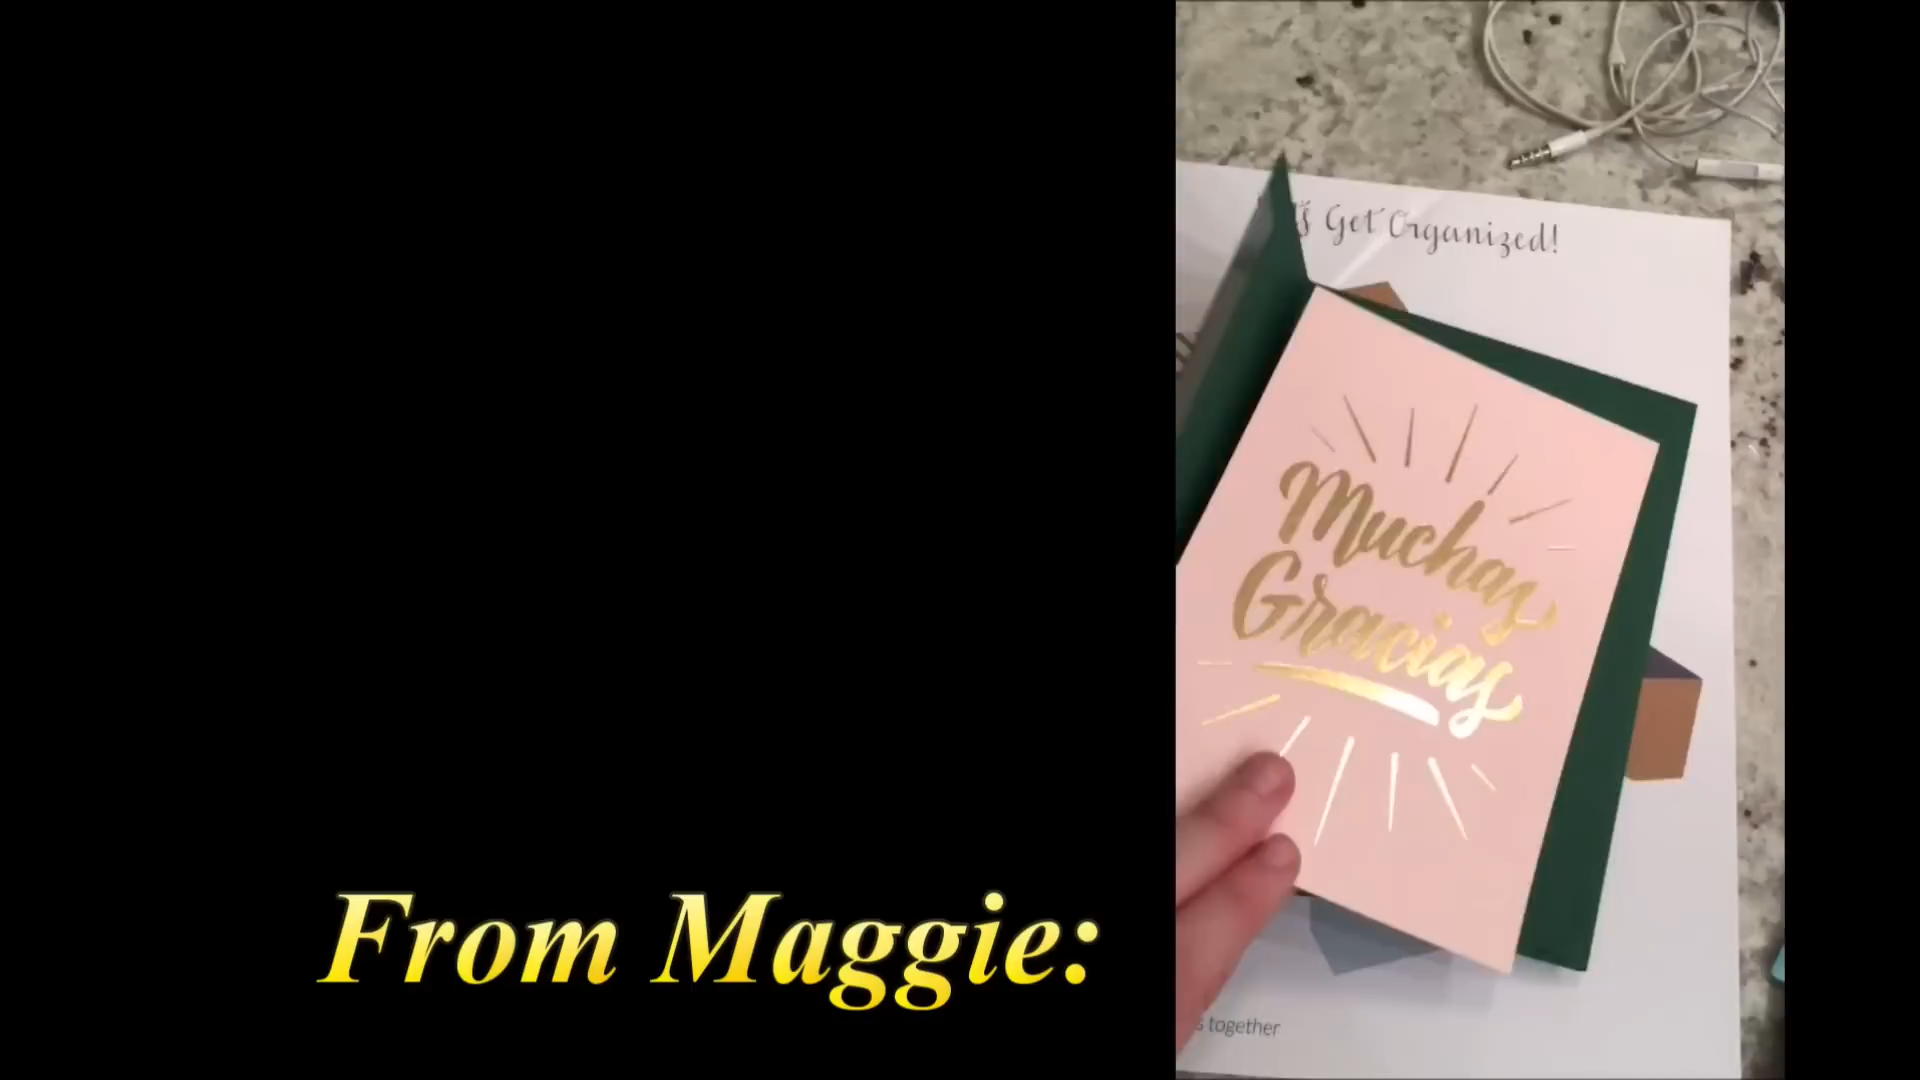 Get Organized!
Muchas
Gracias
From Maggie:
together